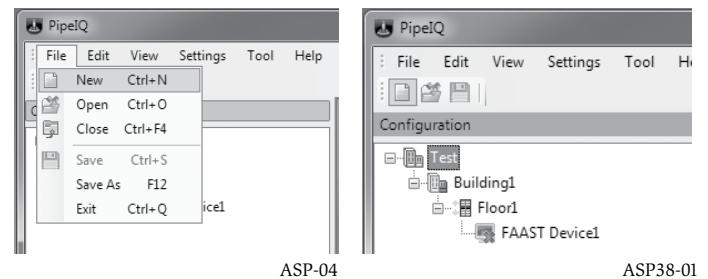 PipeIQ
File Edit View Settings Tool Help
New Ctrl+N
Open Ctrl+O
Close Ctrl+F4
Save Ctrl+S
Save As F12
Exit Ctrl+Q
ice1
ASP-04
PipeIQ
File Edit View Settings Tool
Configuration
Test
Building1
Floor1
FAAST Device1
ASP38-01